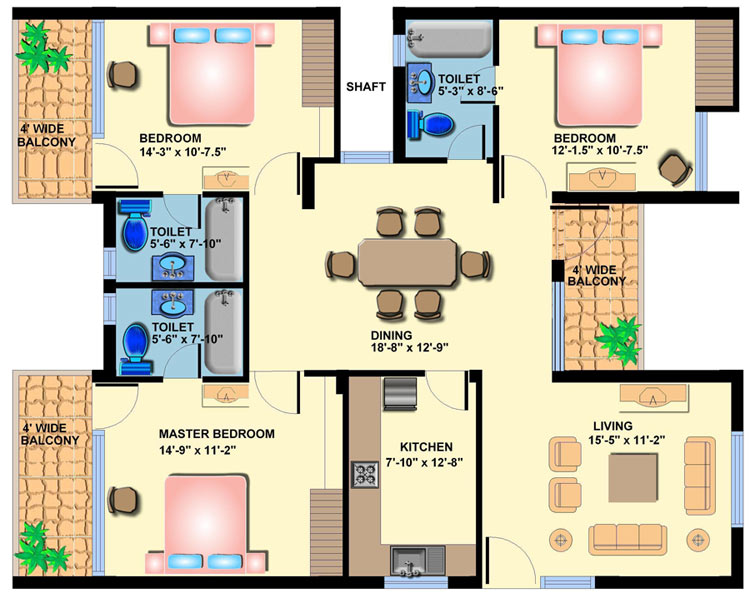 BEDROOM
14'-3" x 10'-7.5"
4' WIDE
BALCONY
SHAFT
TOILET
5'-3" x 8'-6"
BEDROOM
12'-1.5" x 10'-7.5"
TOILET
5'-6" x 7'-10"
TOILET
5'-6" x 7'-10"
DINING
18'-8" x 12'-9"
4' WIDE
BALCONY
4' WIDE
BALCONY
MASTER BEDROOM
14'-9" x 11'-2"
KITCHEN
7'-10" x 12'-8"
LIVING
15'-5" x 11'-2"